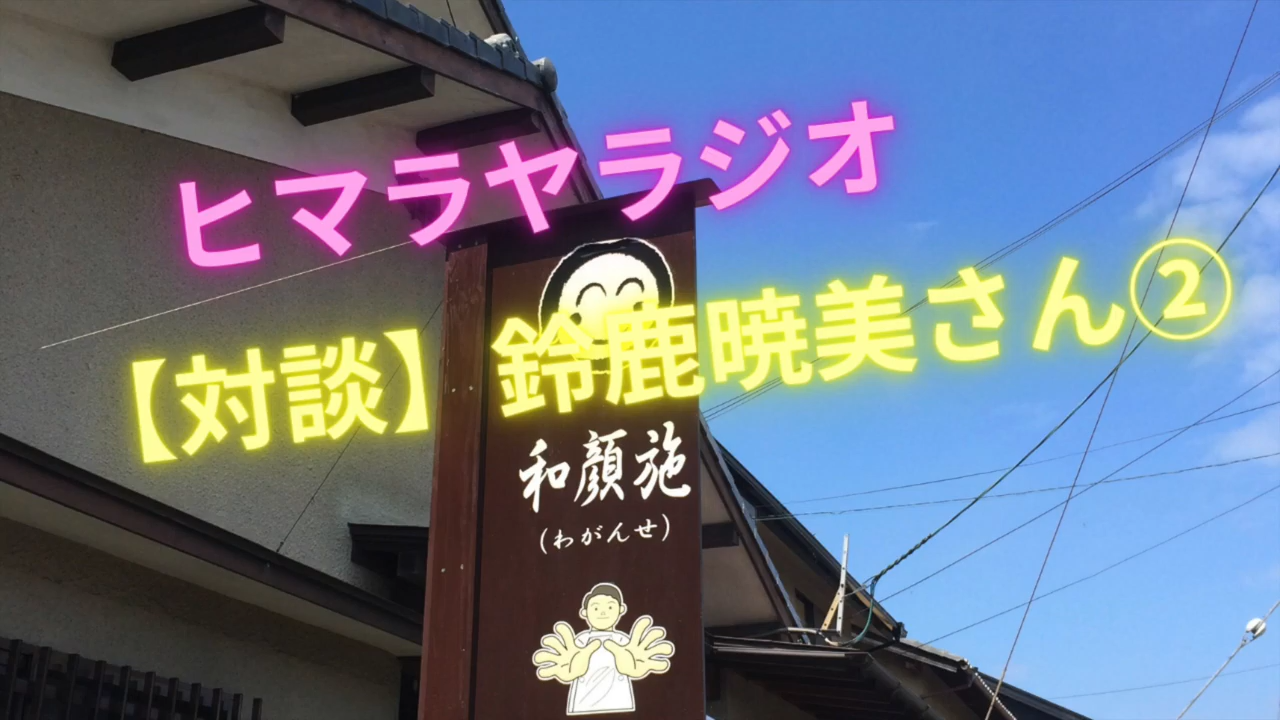 ヒマラヤラジオ
【対談】鈴鹿暁美さん②
和顔施
(わがんせ)